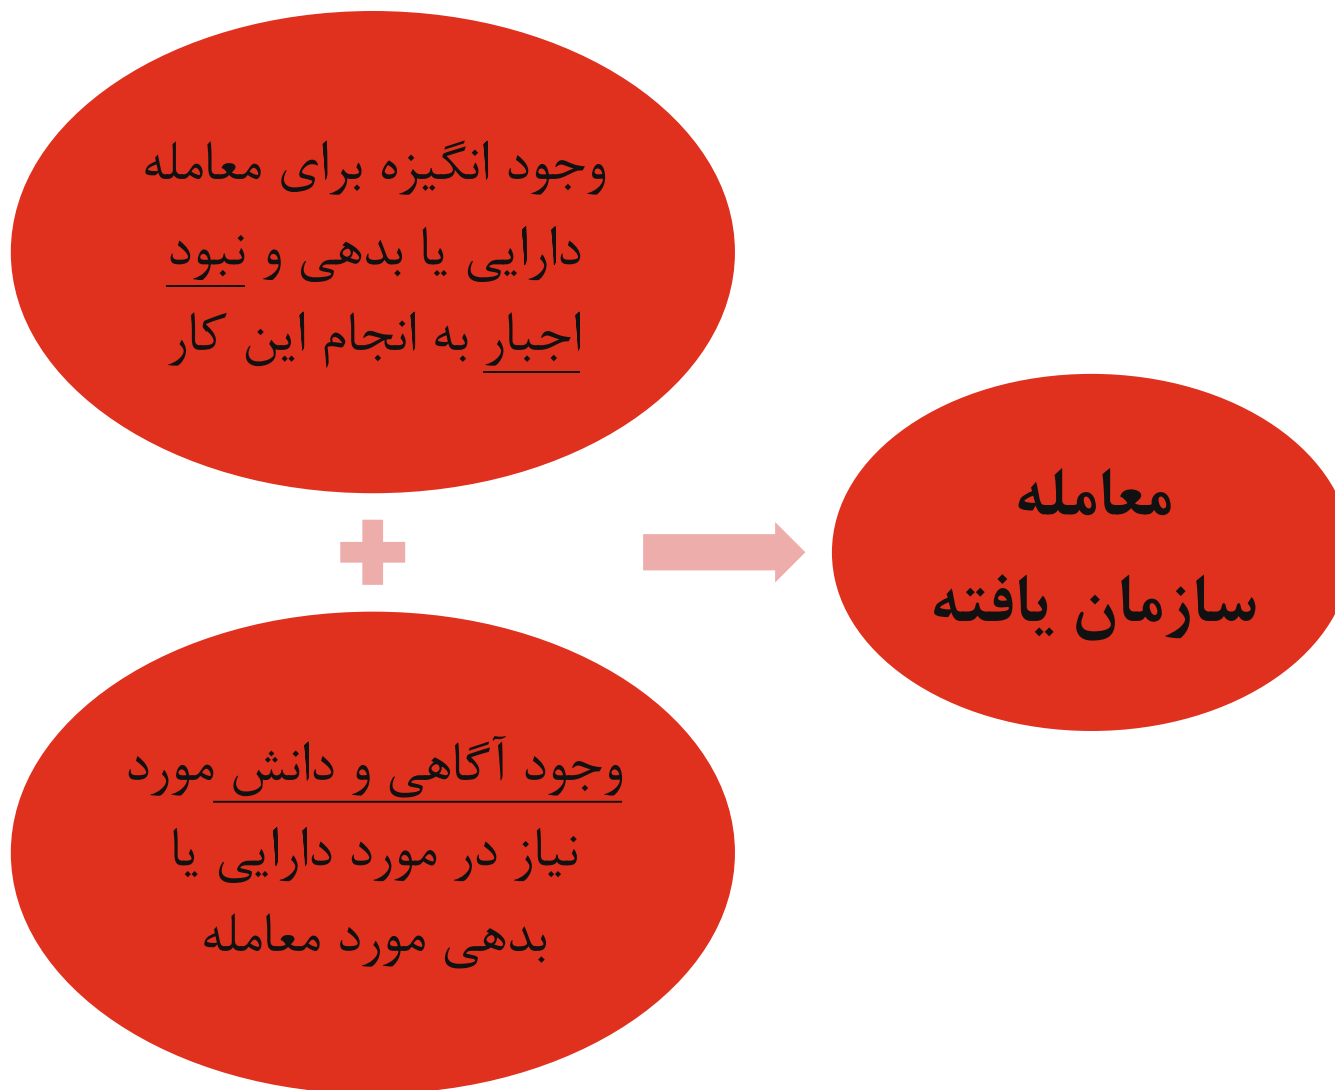 وجود انگیزه برای معامله
دارایی یا بدهی و نبود
اجبار به انجام این کار
وجود آگاهی و دانش مورد
نیاز در مورد دارایی یا
بدهی مورد معامله
معامله
سازمان یافته